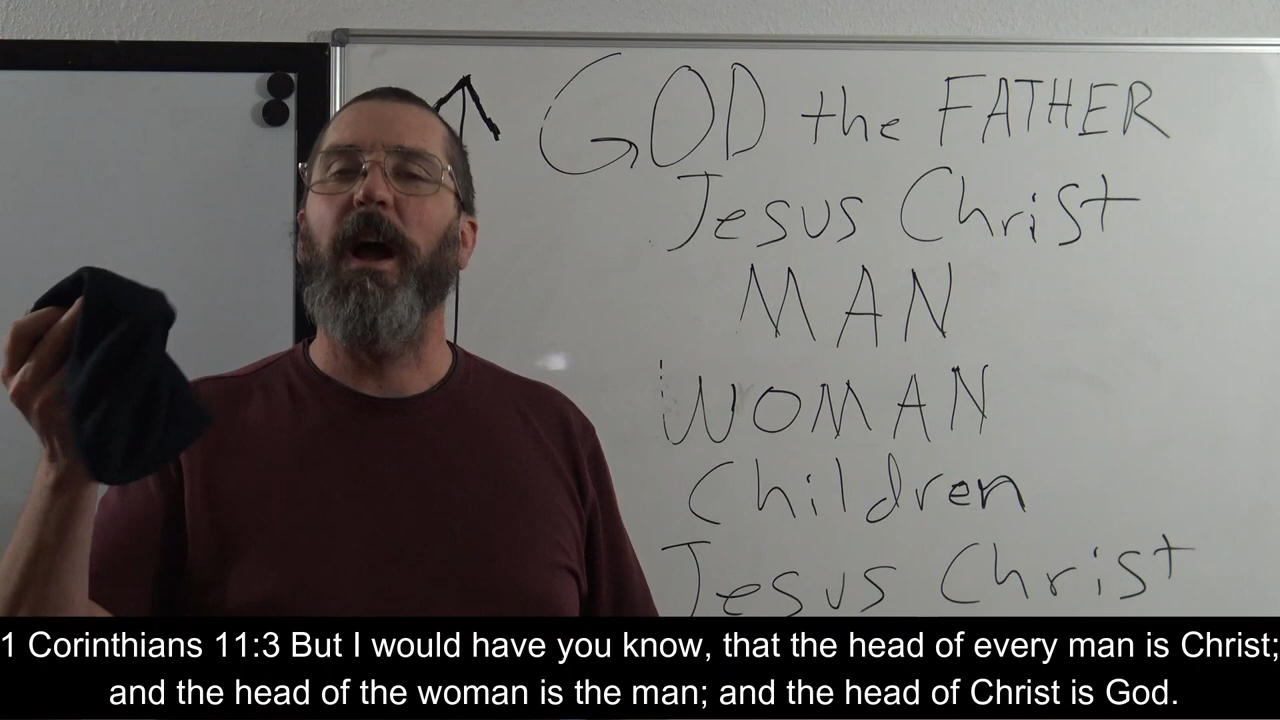 GOD the FATHER
Jesus Christ
MAN
WOMAN
Children
Jesus Christ
1 Corinthians 11:3 But I would have you know, that the head of every man is Christ;
and the head of the woman is the man; and the head of Christ is God.